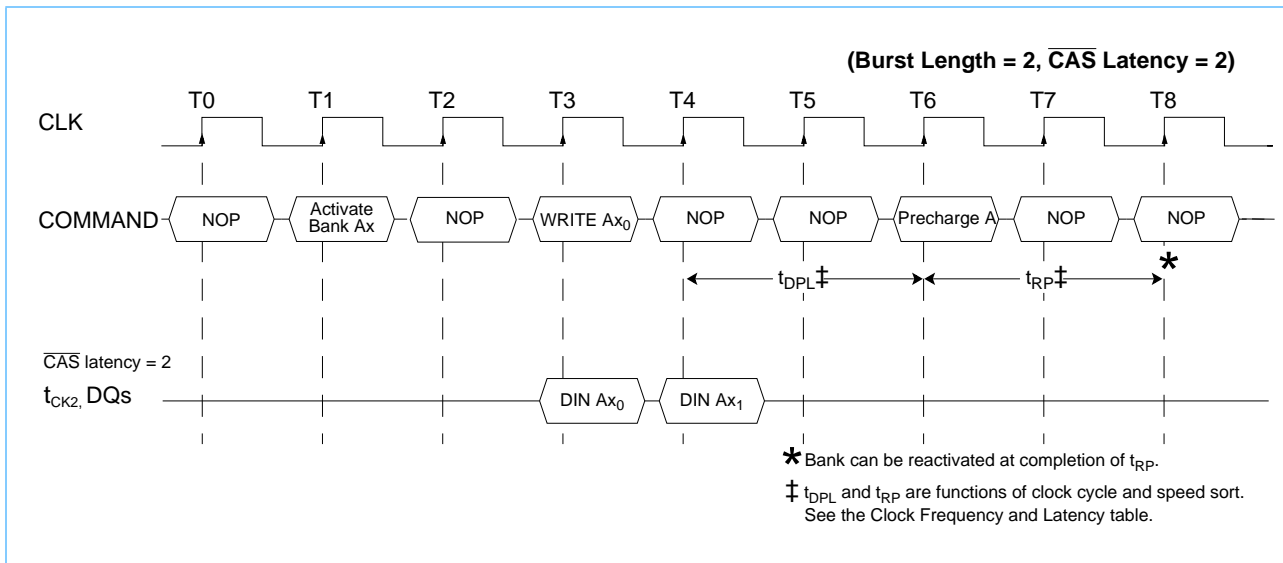 (Burst Length = 2, CAS Latency = 2)
T0 T1 T2 T3 T4 T5 T6 T7 T8
CLK
COMMAND NOP Activate Bank Ax NOP WRITE Ax0 NOP NOP Precharge A NOP NOP
*
tDPL‡ tRP‡
CAS latency = 2
tCK2, DQs DIN Ax0 DIN Ax1
* Bank can be reactivated at completion of tRP.
‡ tDPL and tRP are functions of clock cycle and speed sort.
See the Clock Frequency and Latency table.